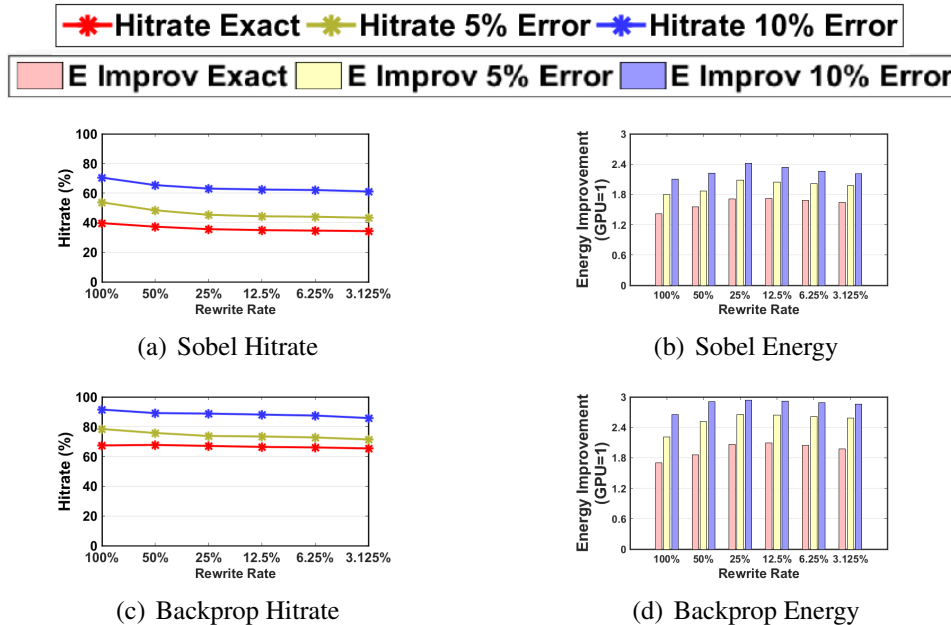 Hitrate Exact Hitrate 5% Error Hitrate 10% Error
E Improv Exact E Improv 5% Error E Improv 10% Error
100
80
60
40
20
0
Hitrate (%)
100% 50% 25% 12.5% 6.25% 3.125%
Rewrite Rate
(a) Sobel Hitrate
3
2.4
1.8
1.2
0.6
0
Energy Improvement
(GPU=1)
100% 50% 25% 12.5% 6.25% 3.125%
Rewrite Rate
(b) Sobel Energy
100
80
60
40
20
0
Hitrate (%)
100% 50% 25% 12.5% 6.25% 3.125%
Rewrite Rate
(c) Backprop Hitrate
3
2.4
1.8
1.2
0.6
0
Energy Improvement
(GPU=1)
100% 50% 25% 12.5% 6.25% 3.125%
Rewrite Rate
(d) Backprop Energy